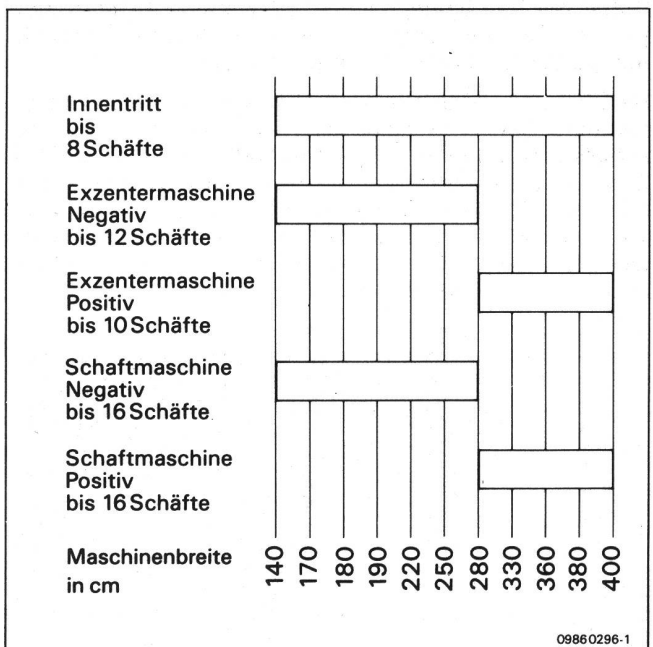 Innentritt
bis
8 Schäfte
Exzentermaschine
Negativ
bis 12 Schäfte
Exzentermaschine
Positiv
bis 10 Schäfte
Schaftmaschine
Negativ
bis 16 Schäfte
Schaftmaschine
Positiv
bis 16 Schäfte
Maschinenbreite
in cm
140 170 180 190 220 250 280 330 360 380 400
09860296-1